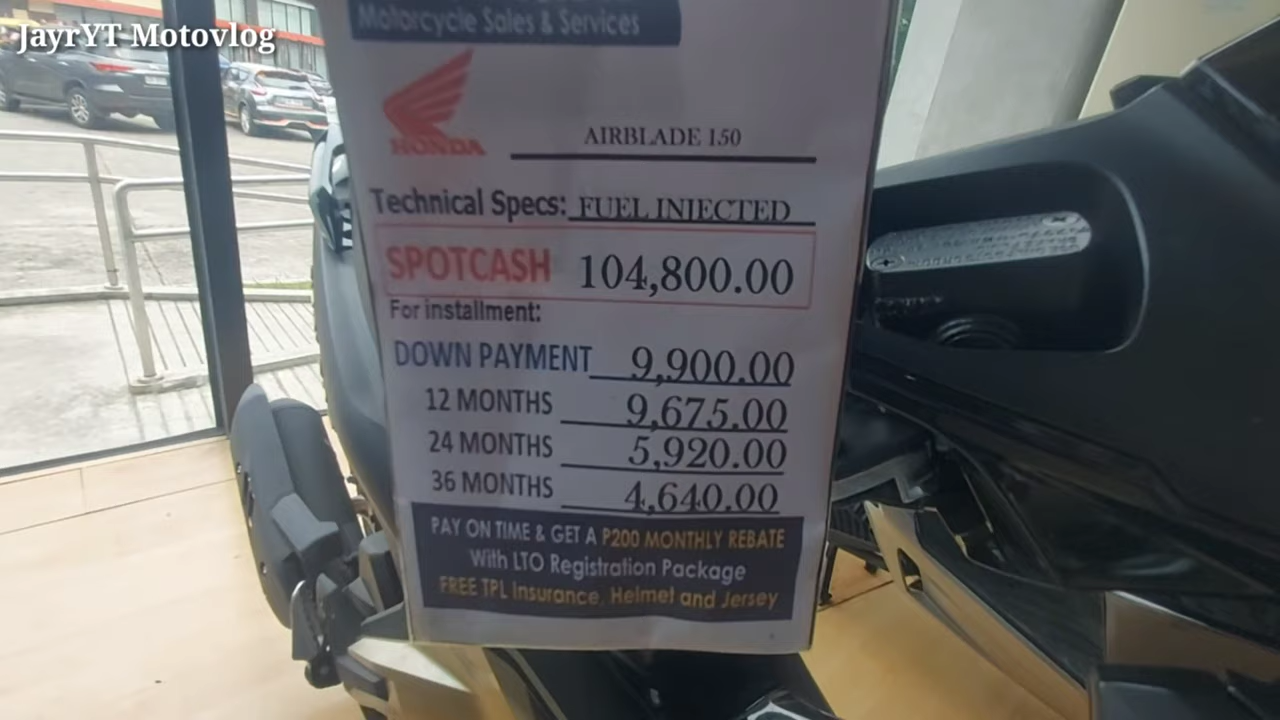 JayrYT Motovlog
Motorcycle Sales & Services
HONDA
AIRBLADE 150
Technical Specs: FUEL INJECTED
SPOTCASH 104,800.00
For installment:
DOWN PAYMENT 9,900.00
12 MONTHS 9,675.00
24 MONTHS 5,920.00
36 MONTHS 4,640.00
PAY ON TIME & GET A P200 MONTHLY REBATE
With LTO Registration Package
FREE TPL Insurance, Helmet and Jersey